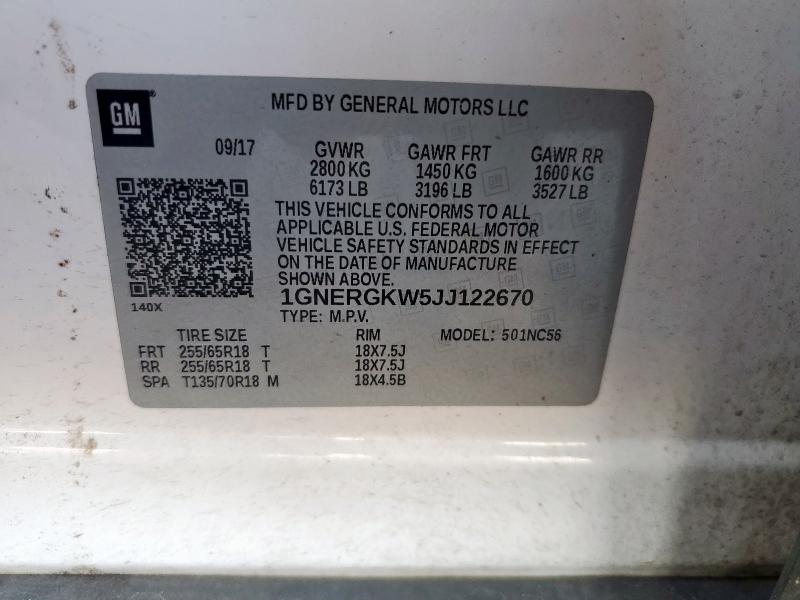 GM
MFD BY GENERAL MOTORS LLC
09/17 GVWR GAWR FRT GAWR RR
2800 KG 1450 KG 1600 KG
6173 LB 3196 LB 3527 LB
THIS VEHICLE CONFORMS TO ALL
APPLICABLE U.S. FEDERAL MOTOR
VEHICLE SAFETY STANDARDS IN EFFECT
ON THE DATE OF MANUFACTURE
SHOWN ABOVE.
140X
1GNERGKW5JJ122670
TYPE: M.P.V.
TIRE SIZE RIM MODEL: 501NC56
FRT 255/65R18 T 18X7.5J
RR 255/65R18 T 18X7.5J
SPA T135/70R18 M 18X4.5B